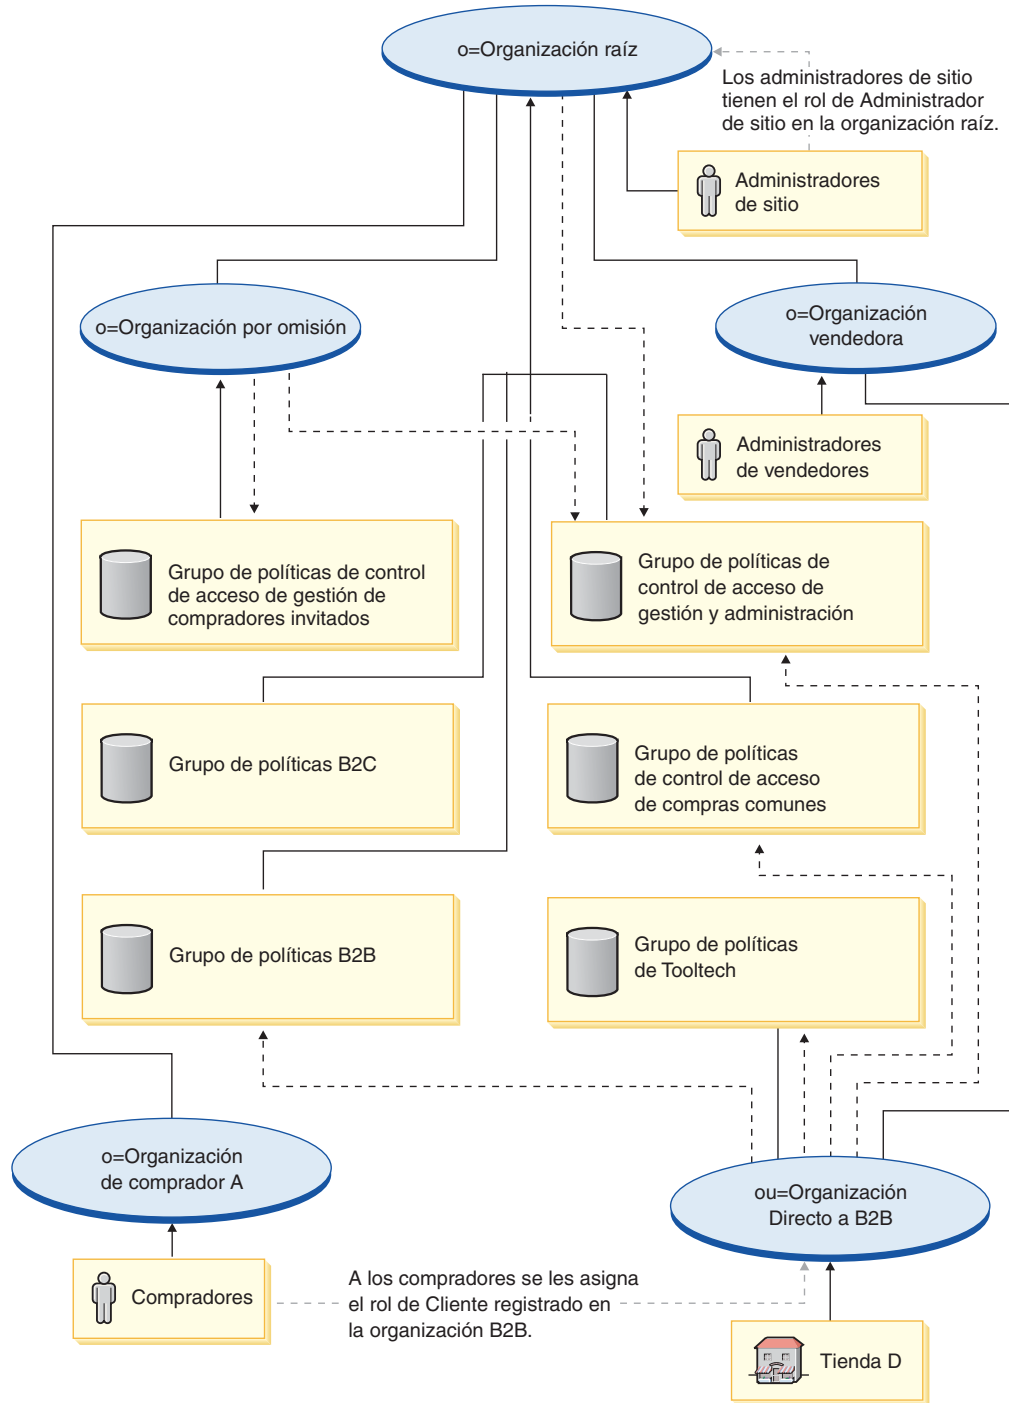 o=Organización raíz
Los administradores de sitio
tienen el rol de Administrador
de sitio en la organización raíz.
Administradores
de sitio
o=Organización por omisión
o=Organización
vendedora
Administradores
de vendedores
Grupo de políticas de control
de acceso de gestión de
compradores invitados
Grupo de políticas de
control de acceso de
gestión y administración
Grupo de políticas B2C
Grupo de políticas
de control de acceso
de compras comunes
Grupo de políticas B2B
Grupo de políticas
de Tooltech
o=Organización
de comprador A
ou=Organización
Directo a B2B
Compradores
A los compradores se les asigna
el rol de Cliente registrado en
la organización B2B.
Tienda D